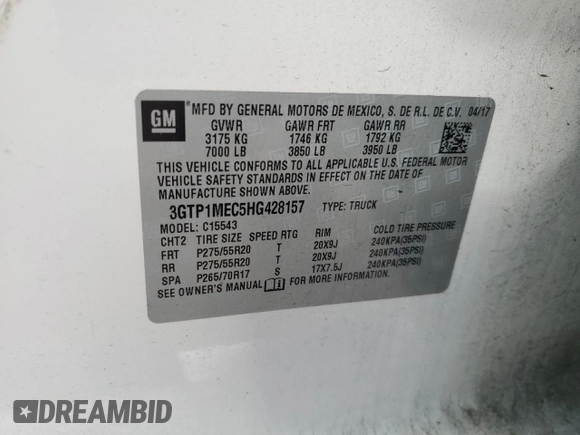 GM
MFD BY GENERAL MOTORS DE MEXICO, S. DE R.L. DE C.V. 04/17
GVWR GAWR FRT GAWR RR
3175 KG 1746 KG 1792 KG
7000 LB 3850 LB 3950 LB
THIS VEHICLE CONFORMS TO ALL APPLICABLE U.S. FEDERAL MOTOR
VEHICLE SAFETY STANDARDS IN EFFECT ON THE DATE OF
MANUFACTURE SHOWN ABOVE.
3GTP1MEC5HG428157 TYPE: TRUCK
MODEL: C15543
CHT2 TIRE SIZE SPEED RTG RIM COLD TIRE PRESSURE
FRT P275/55R20 T 20X9J 240KPA(35PSI)
RR P275/55R20 T 20X9J 240KPA(35PSI)
SPA P265/70R17 S 17X7.5J 240KPA(35PSI)
SEE OWNER'S MANUAL FOR MORE INFORMATION.
DREAMBID